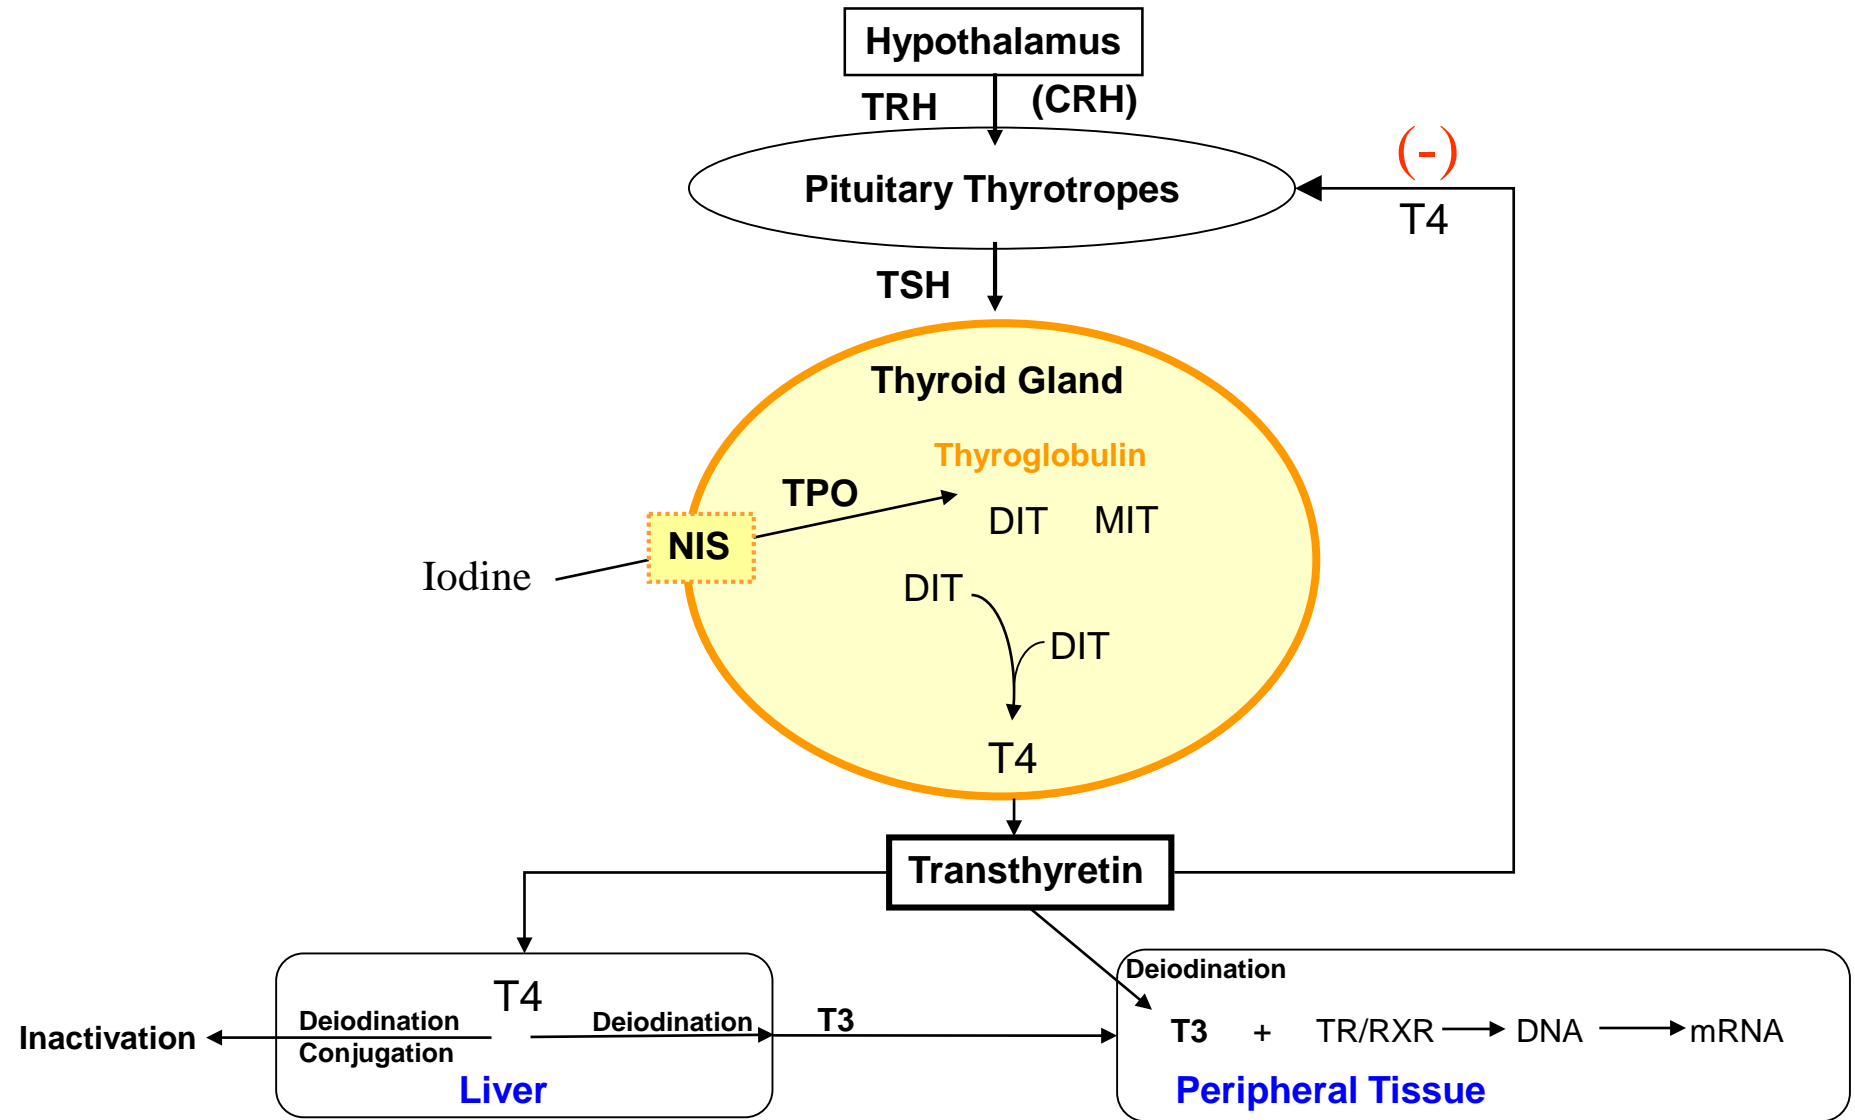 Hypothalamus
TRH (CRH)
(-)
Pituitary Thyrotropes
T4
TSH
Thyroid Gland
Thyroglobulin
TPO
DIT MIT
NIS
Iodine
DIT
DIT
T4
Transthyretin
Deiodination
T4
Deiodination
Conjugation
Deiodination
T3
Inactivation
T3 + TR/RXR DNA mRNA
Liver
Peripheral Tissue